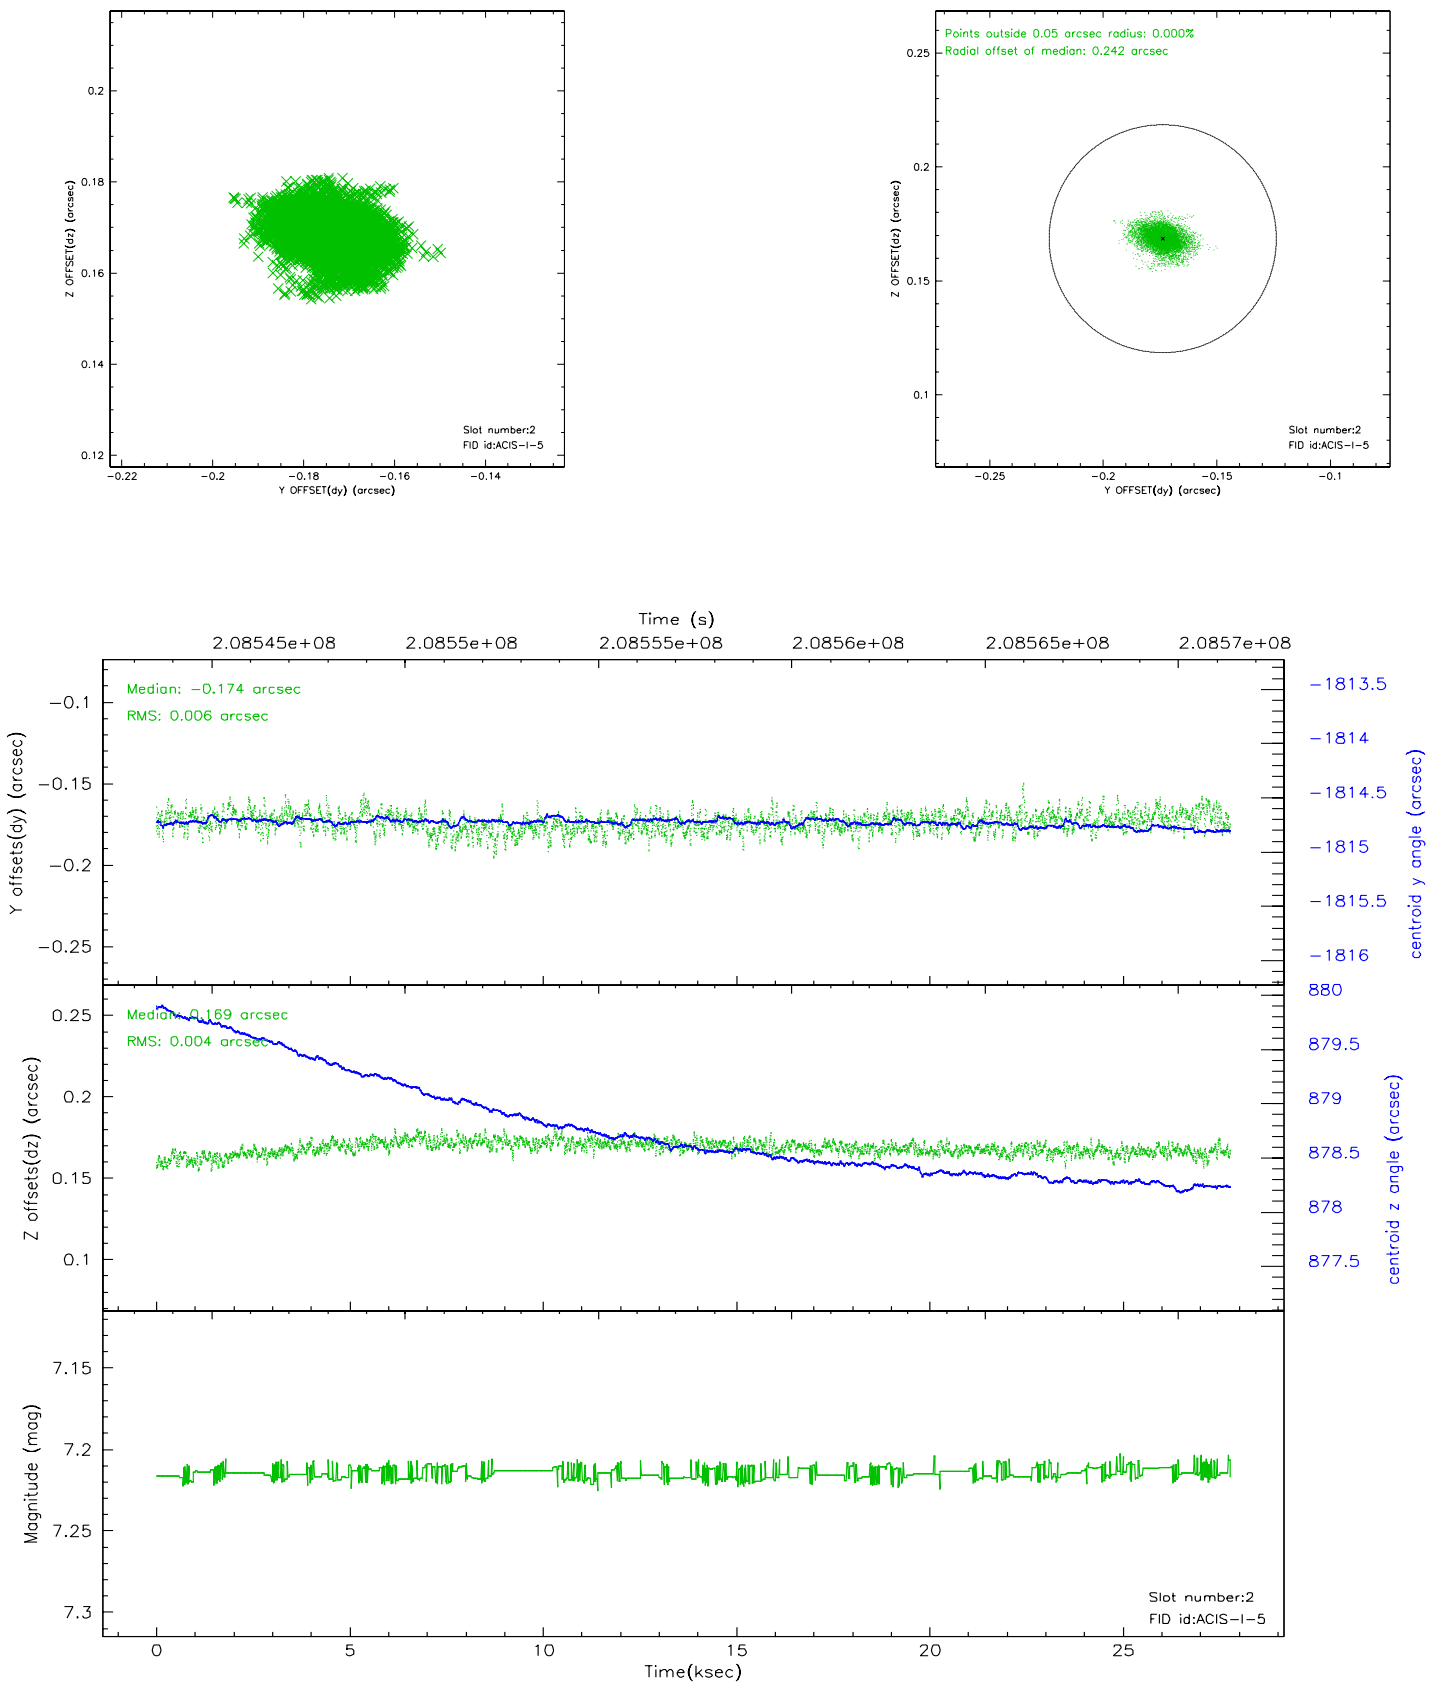 0.2
0.18
0.16
0.14
0.12
Z OFFSET(dz) (arcsec)
Slot number:2
FID id:ACIS-I-5
-0.22 -0.2 -0.18 -0.16 -0.14
Y OFFSET(dy) (arcsec)
Points outside 0.05 arcsec radius: 0.000%
Radial offset of median: 0.242 arcsec
0.25
0.2
0.15
0.1
Z OFFSET(dz) (arcsec)
Slot number:2
FID id:ACIS-I-5
-0.25 -0.2 -0.15 -0.1
Y OFFSET(dy) (arcsec)
Time (s)
2.08545e+08 2.0855e+08 2.08555e+08 2.0856e+08 2.08565e+08 2.0857e+08
Median: -0.174 arcsec
RMS: 0.006 arcsec
-0.1
-0.15
-0.2
-0.25
Y offsets(dy) (arcsec)
-1813.5
-1814
-1814.5
-1815
-1815.5
-1816
centroid y angle (arcsec)
Median: 0.169 arcsec
RMS: 0.004 arcsec
0.25
0.2
0.15
0.1
Z offsets(dz) (arcsec)
880
879.5
879
878.5
878
877.5
centroid z angle (arcsec)
7.15
7.2
7.25
7.3
Magnitude (mag)
Slot number:2
FID id:ACIS-I-5
0 5 10 15 20 25
Time(ksec)